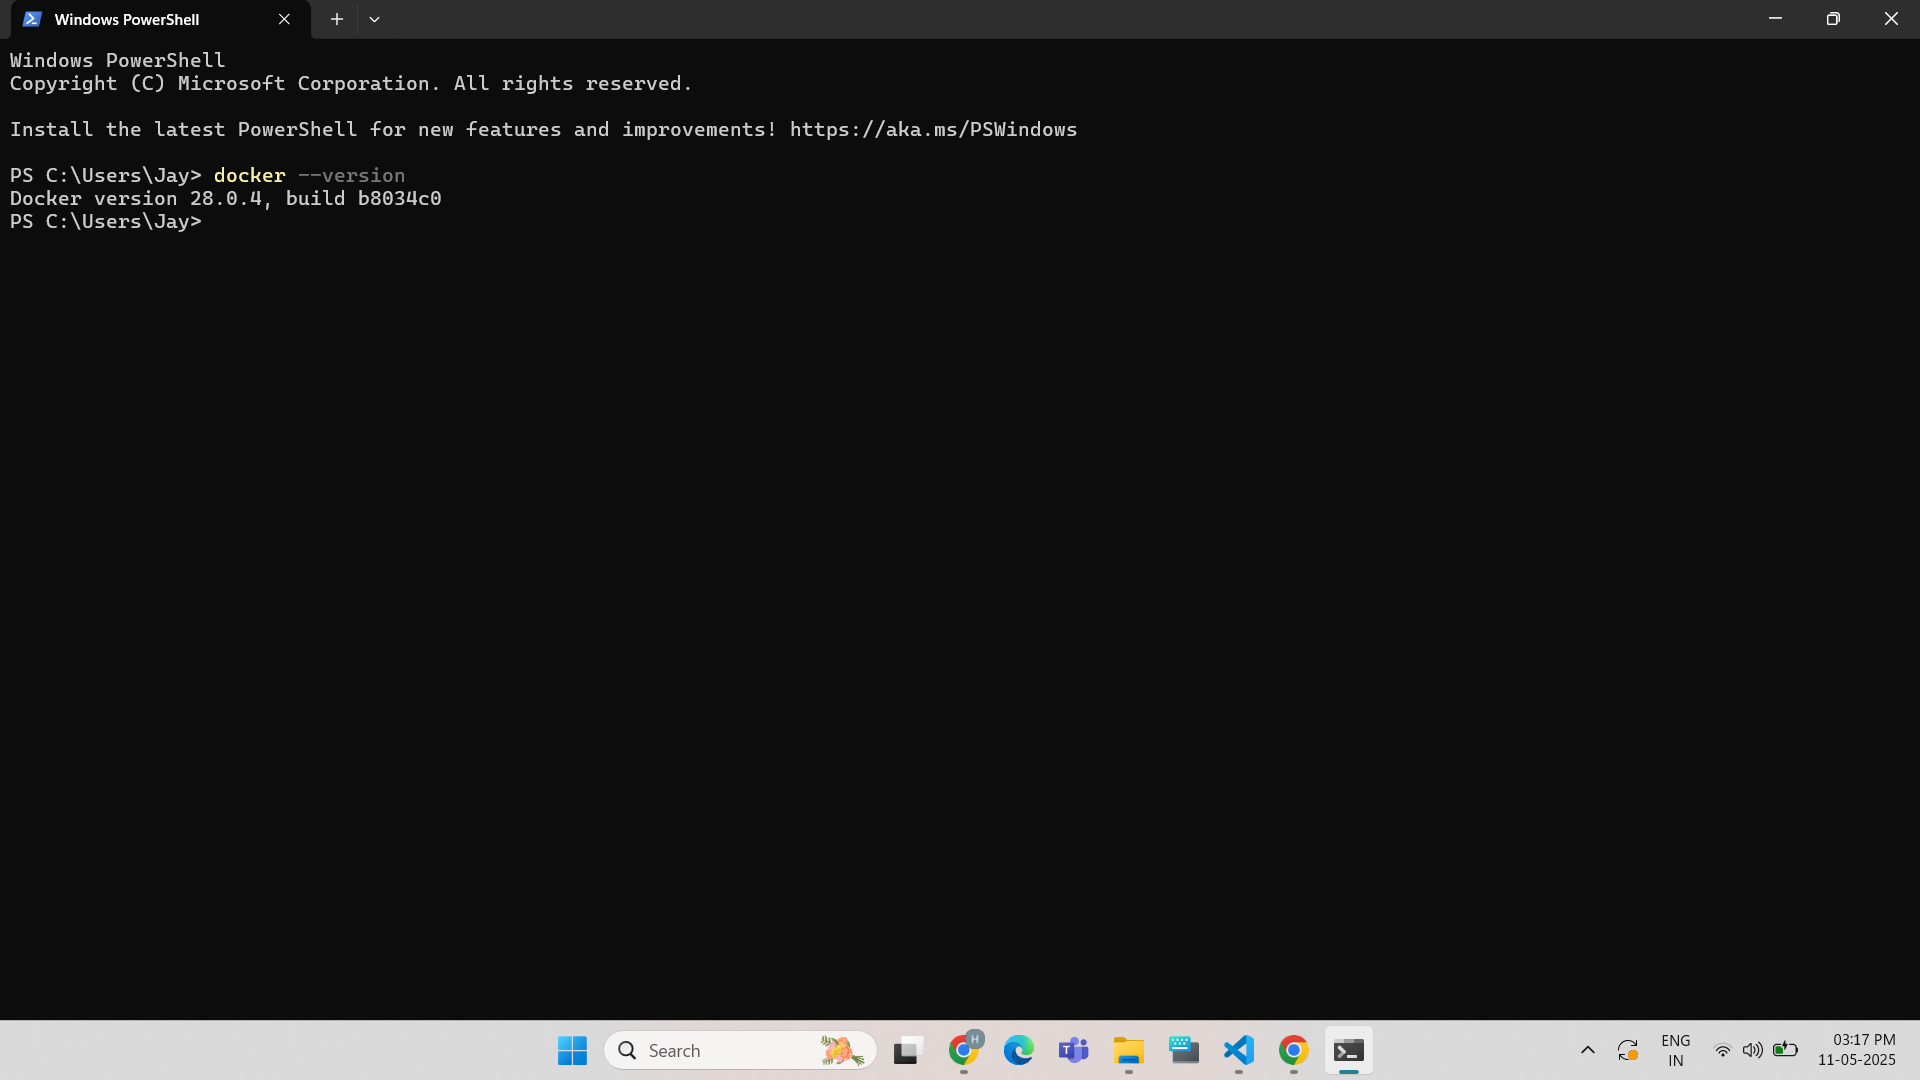 Windows PowerShell
Windows PowerShell
Copyright (C) Microsoft Corporation. All rights reserved.
Install the latest PowerShell for new features and improvements! https://aka.ms/PSWindows
PS C:\Users\Jay> docker --version
Docker version 28.0.4, build b8034c0
PS C:\Users\Jay>
Search
H
T
ENG
IN
03:17 PM
11-05-2025